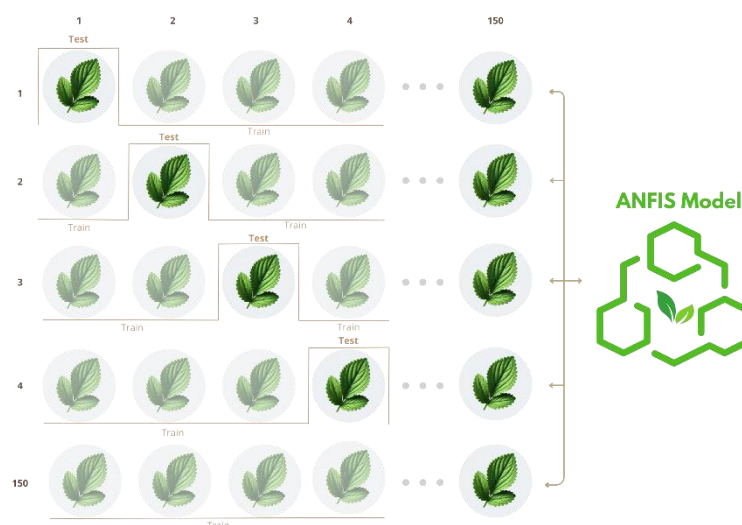 1 2 3 4 150
Test
1
Train
Test
2
Train Train
Test
3
Train Train
Test
4
Train
150
Train
ANFIS Model